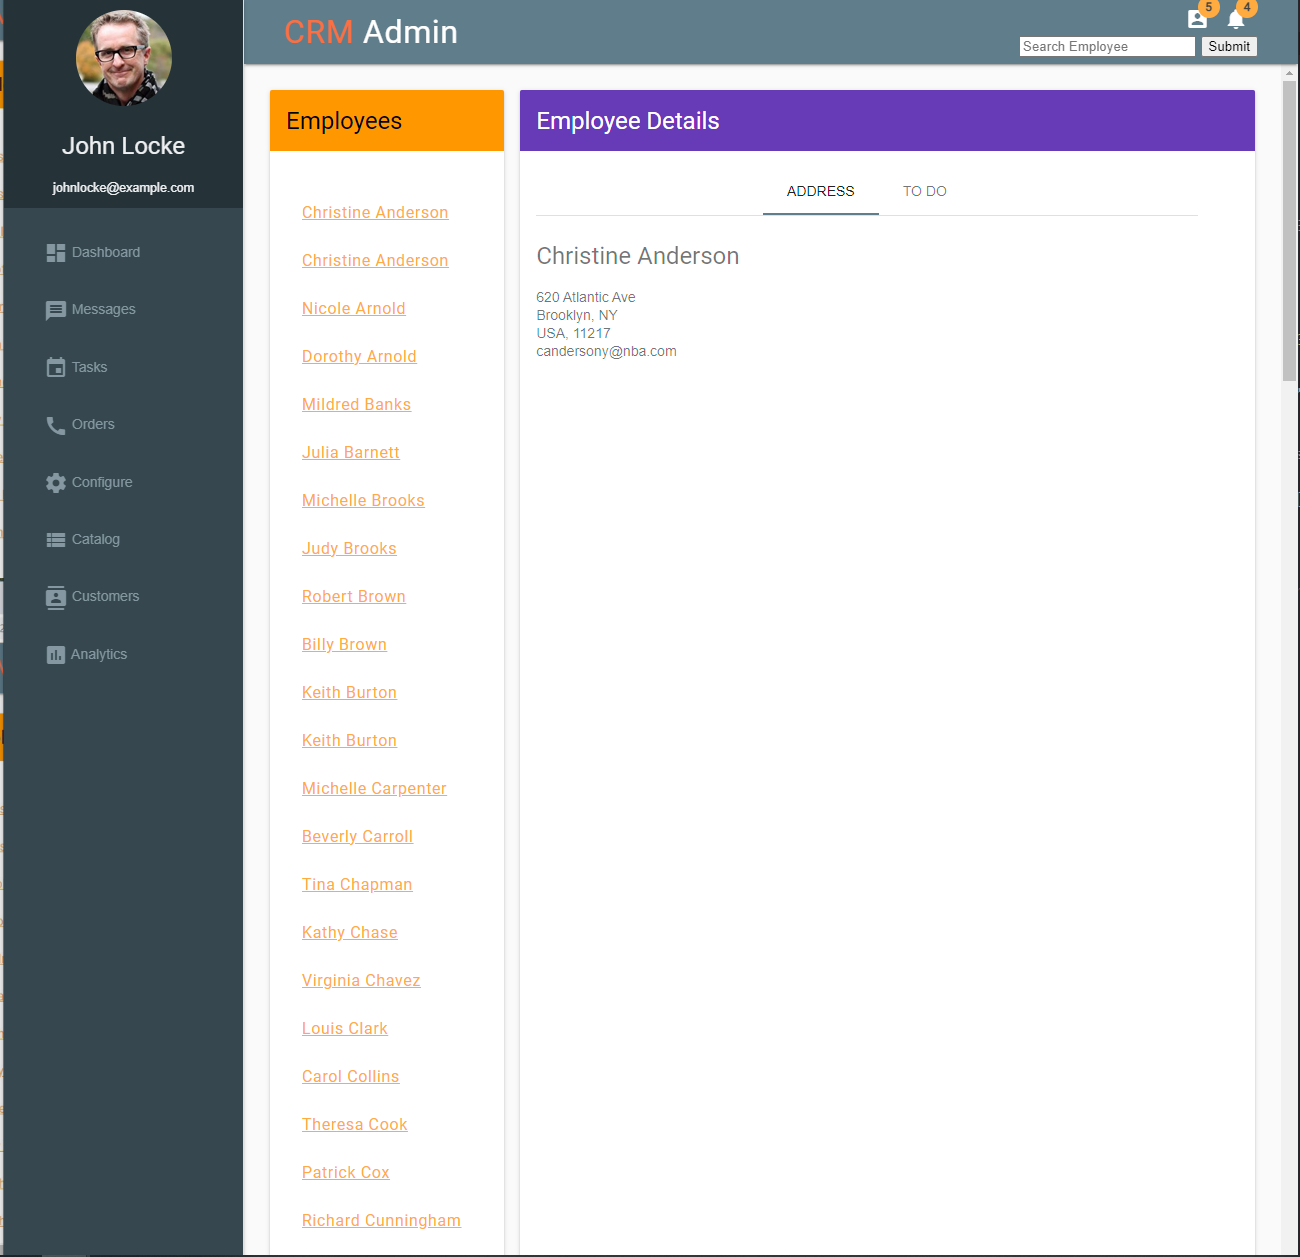 John Locke
johnlocke@example.com
Dashboard
Messages
Tasks
Orders
Configure
Catalog
Customers
Analytics
CRM Admin
5
4
Search Employee
Submit
Employees
Christine Anderson
Christine Anderson
Nicole Arnold
Dorothy Arnold
Mildred Banks
Julia Barnett
Michelle Brooks
Judy Brooks
Robert Brown
Billy Brown
Keith Burton
Keith Burton
Michelle Carpenter
Beverly Carroll
Tina Chapman
Kathy Chase
Virginia Chavez
Louis Clark
Carol Collins
Theresa Cook
Patrick Cox
Richard Cunningham
Employee Details
ADDRESS
TO DO
Christine Anderson
620 Atlantic Ave
Brooklyn, NY
USA, 11217
candersony@nba.com